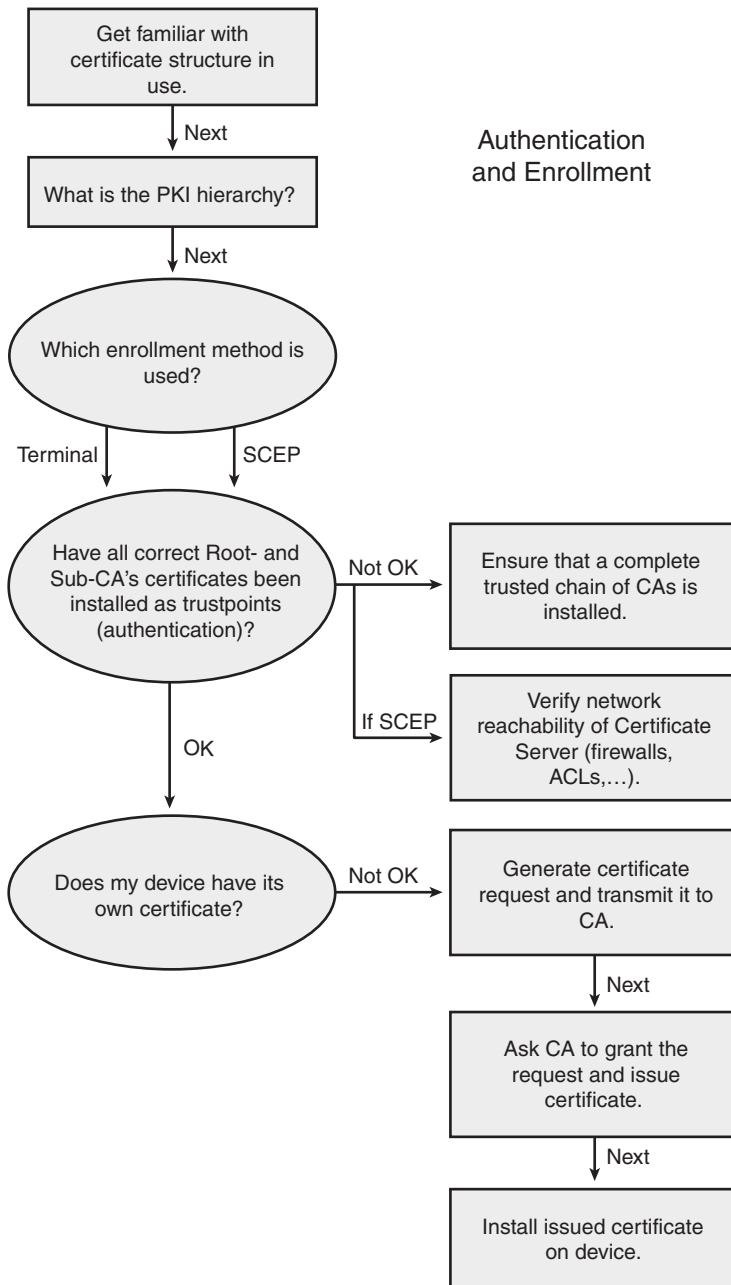 Get familiar with
certificate structure in
use.
Next
Authentication
and Enrollment
What is the PKI hierarchy?
Next
Which enrollment method is
used?
Terminal
SCEP
Have all correct Root- and
Sub-CA's certificates been
installed as trustpoints
(authentication)?
Not OK
Ensure that a complete
trusted chain of CAs is
installed.
If SCEP
Verify network
reachability of Certificate
Server (firewalls,
ACLs,...).
OK
Does my device have its
own certificate?
Not OK
Generate certificate
request and transmit it to
CA.
Next
Ask CA to grant the
request and issue
certificate.
Next
Install issued certificate
on device.